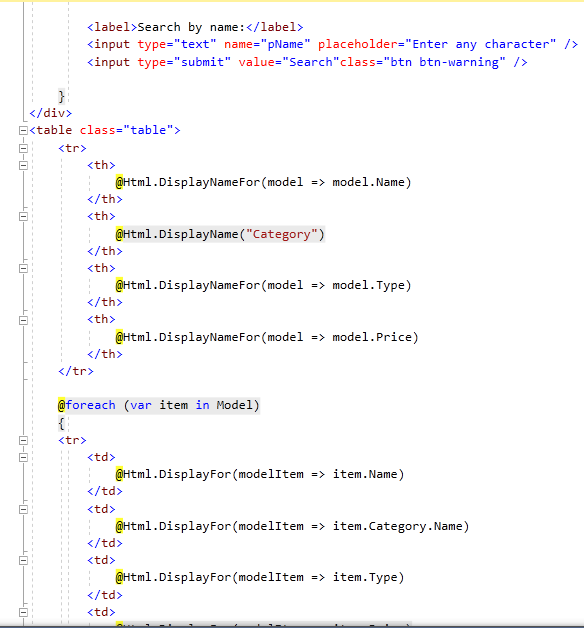 <label>Search by name:</label>
<input type="text" name="pName" placeholder="Enter any character" />
<input type="submit" value="Search"class="btn btn-warning" />
}
</div>
<table class="table">
<tr>
<th>
@Html.DisplayNameFor(model => model.Name)
</th>
<th>
@Html.DisplayName("Category")
</th>
<th>
@Html.DisplayNameFor(model => model.Type)
</th>
<th>
@Html.DisplayNameFor(model => model.Price)
</th>
</tr>
@foreach (var item in Model)
{
<tr>
<td>
@Html.DisplayFor(modelItem => item.Name)
</td>
<td>
@Html.DisplayFor(modelItem => item.Category.Name)
</td>
<td>
@Html.DisplayFor(modelItem => item.Type)
</td>
<td>